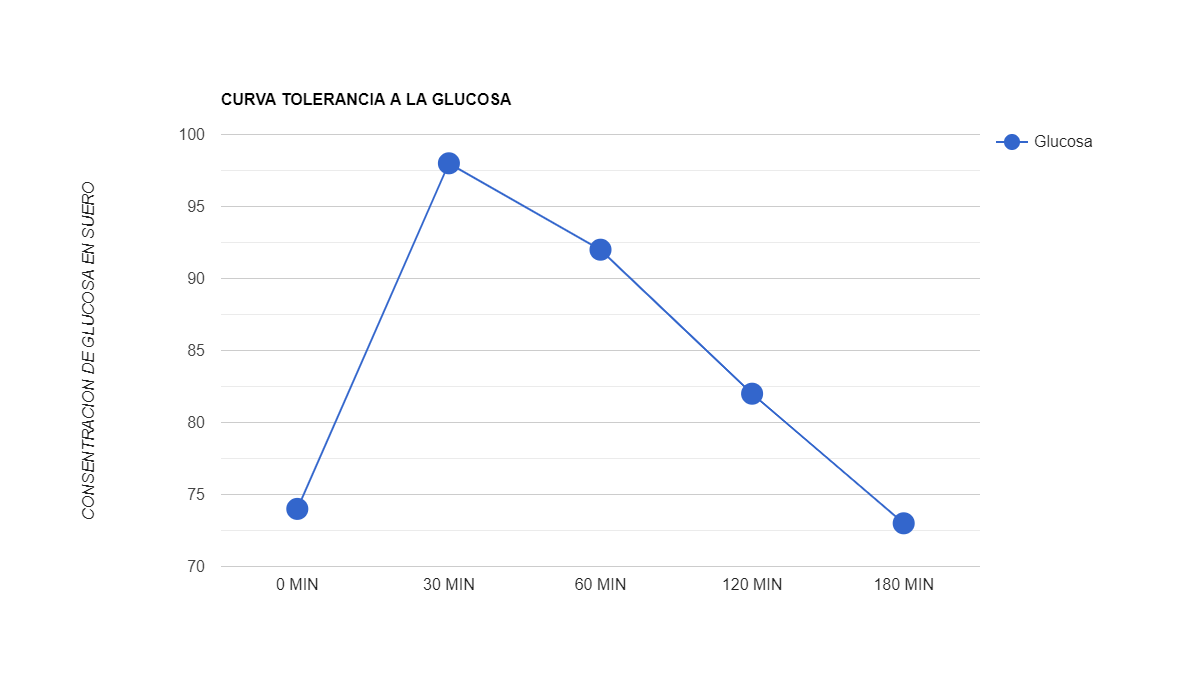 CURVA TOLERANCIA A LA GLUCOSA
Glucosa
CONSENTRACION DE GLUCOSA EN SUERO
100
95
90
85
80
75
70
0 MIN
30 MIN
60 MIN
120 MIN
180 MIN